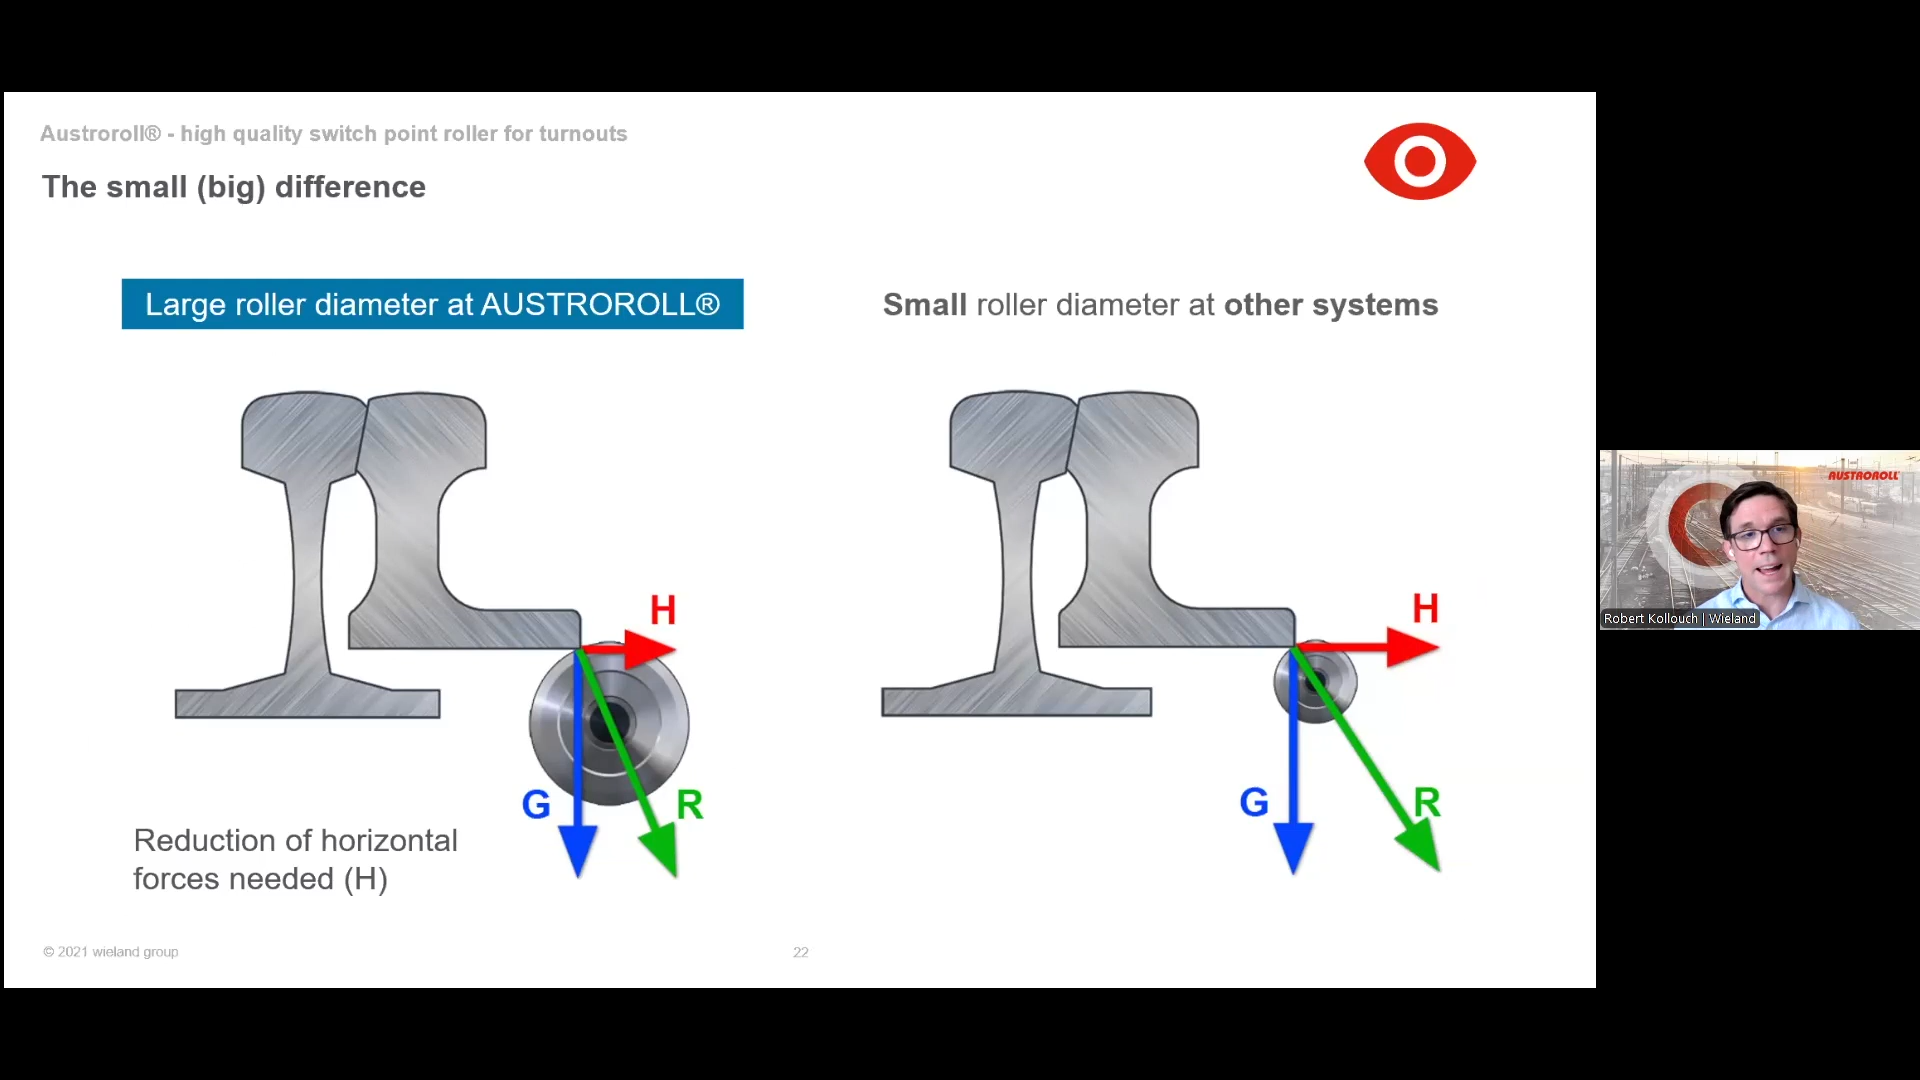 Austroroll® - high quality switch point roller for turnouts
The small (big) difference
Large roller diameter at AUSTROROLL®
Small roller diameter at other systems
H
G
R
H
G
R
Reduction of horizontal
forces needed (H)
© 2021 wieland group
22
AUSTROROLL
Robert Kollouch | Wieland